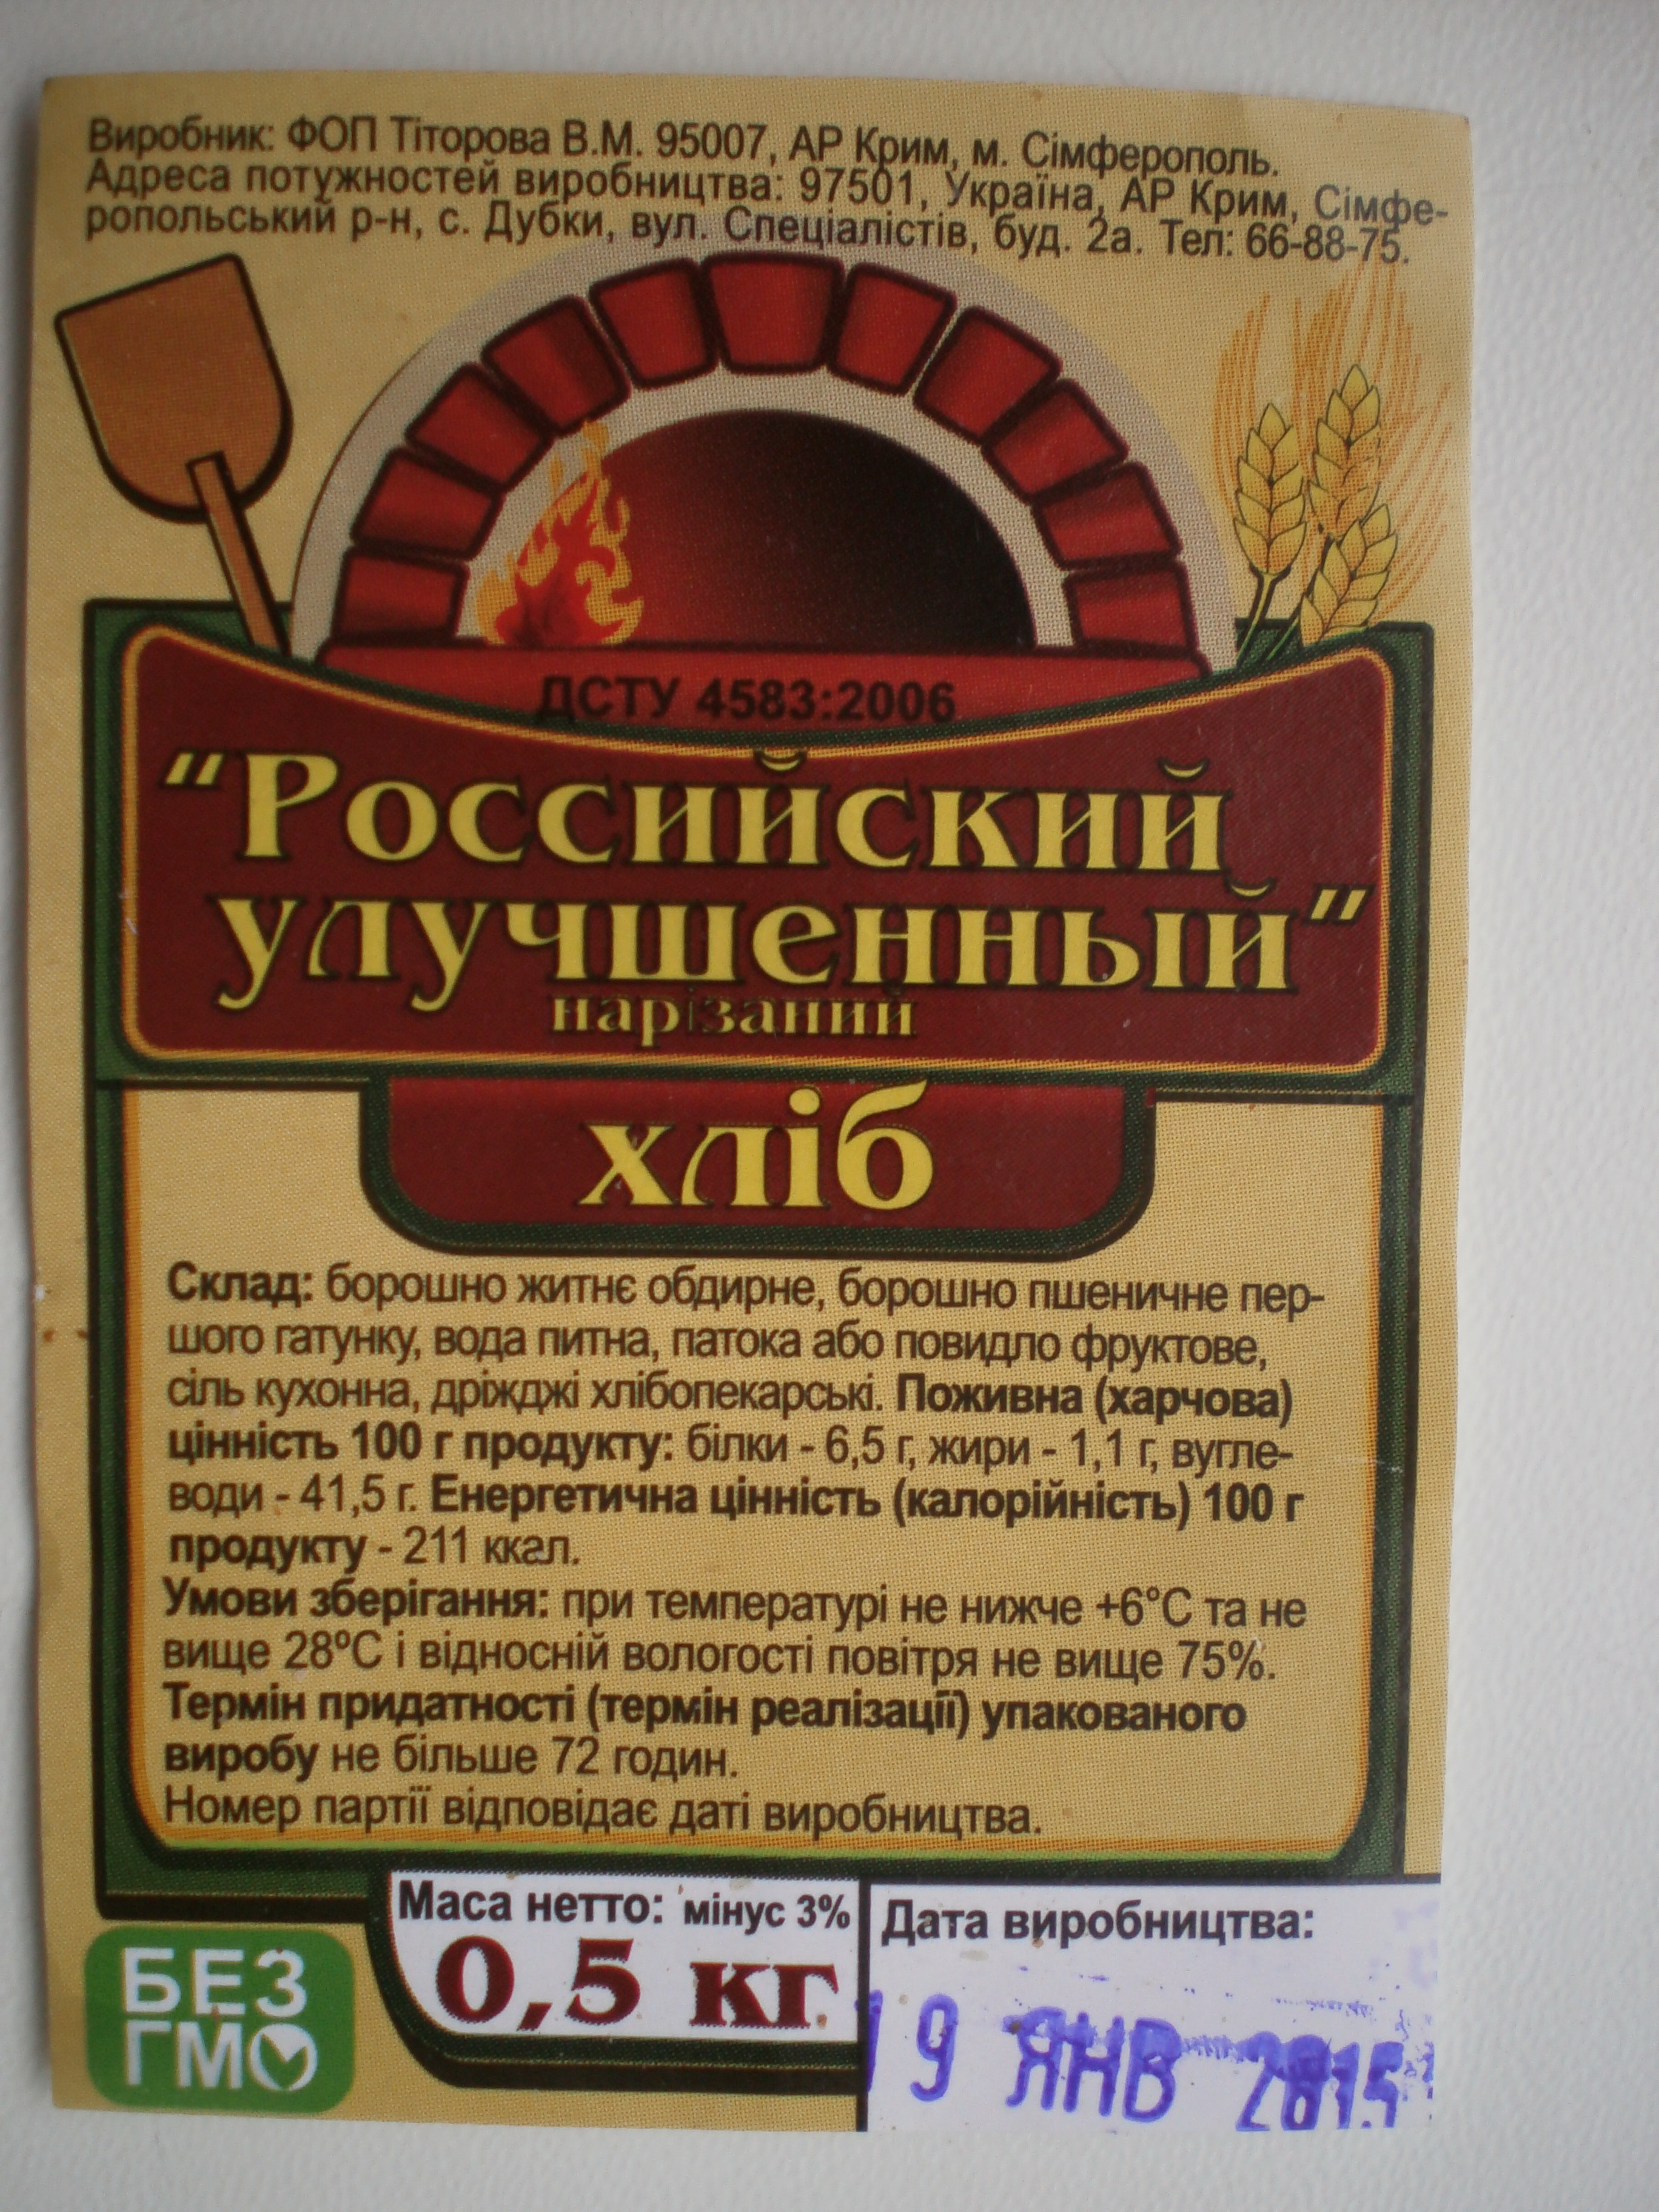 Виробник: ФОП Тіторова В.М. 95007, АР Крим, м. Сімферополь.
Адреса потужностей виробництва: 97501, Україна, АР Крим, Сімфе-
ропольський р-н, с. Дубки, вул. Спеціалістів, буд. 2а. Тел: 66-88-75.
ДСТУ 4583:2006
"Российский
улучшенный"
нарізаний
хліб
Склад: борошно житнє обдирне, борошно пшеничне пер-
шого гатунку, вода питна, патока або повидло фруктове,
сіль кухонна, дріжджі хлібопекарські. Поживна (харчова)
цінність 100 г продукту: білки - 6,5 г, жири - 1,1 г, вугле-
води - 41,5 г. Енергетична цінність (калорійність) 100 г
продукту - 211 ккал.
Умови зберігання: при температурі не нижче +6°С та не
вище 28ºС і відносній вологості повітря не вище 75%.
Термін придатності (термін реалізації) упакованого
виробу не більше 72 годин.
Номер партії відповідає даті виробництва.
Маса нетто: мінус 3%
0,5 кг
Дата виробництва:
19 ЯНВ 2015
БЕЗ
ГМО